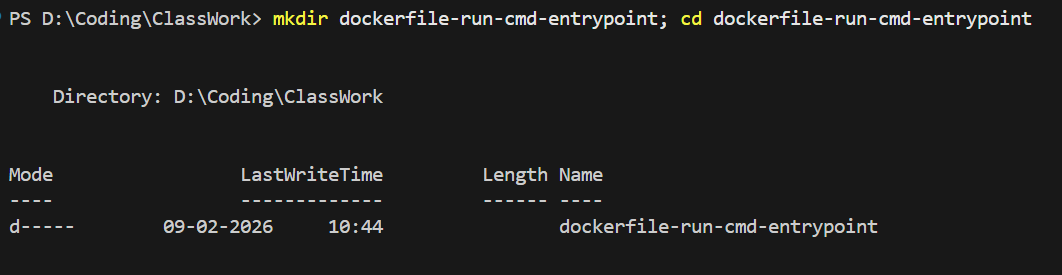 PS D:\Coding\ClassWork> mkdir dockerfile-run-cmd-entrypoint; cd dockerfile-run-cmd-entrypoint
Directory: D:\Coding\ClassWork
Mode LastWriteTime Length Name
---- ------------- ------ ----
d----- 09-02-2026 10:44 dockerfile-run-cmd-entrypoint